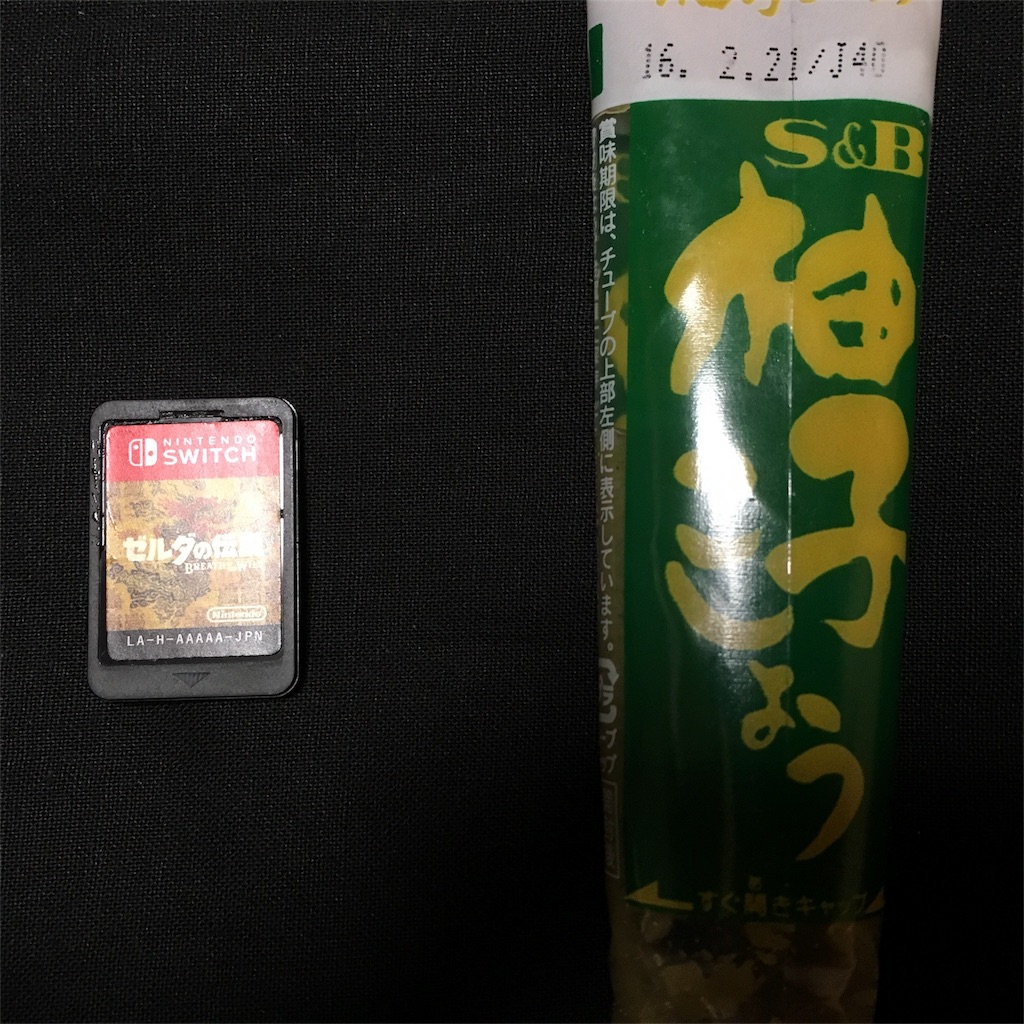 16. 2.21/J40
S&B
柚子こしょう
賞味期限は、チューブの上部左側に表示しています。
プラ
すぐ開きキャップ
NINTENDO
SWITCH
ゼルダの伝説
BREATH
WILD
Nintendo
LA-H-AAAAA-JPN